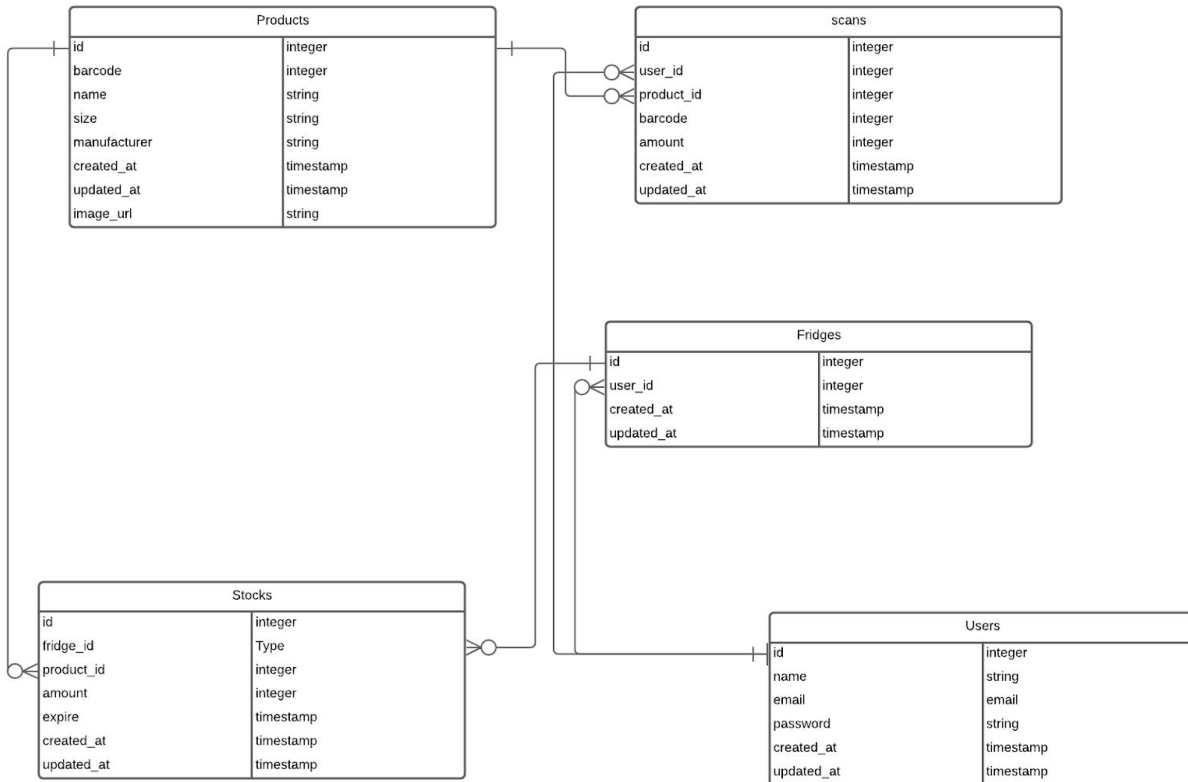 Products
id integer
barcode integer
name string
size string
manufacturer string
created_at timestamp
updated_at timestamp
image_url string
scans
id integer
user_id integer
product_id integer
barcode integer
amount integer
created_at timestamp
updated_at timestamp
Fridges
id integer
user_id integer
created_at timestamp
updated_at timestamp
Stocks
id integer
fridge_id Type
product_id integer
amount integer
expire timestamp
created_at timestamp
updated_at timestamp
Users
id integer
name string
email email
password string
created_at timestamp
updated_at timestamp